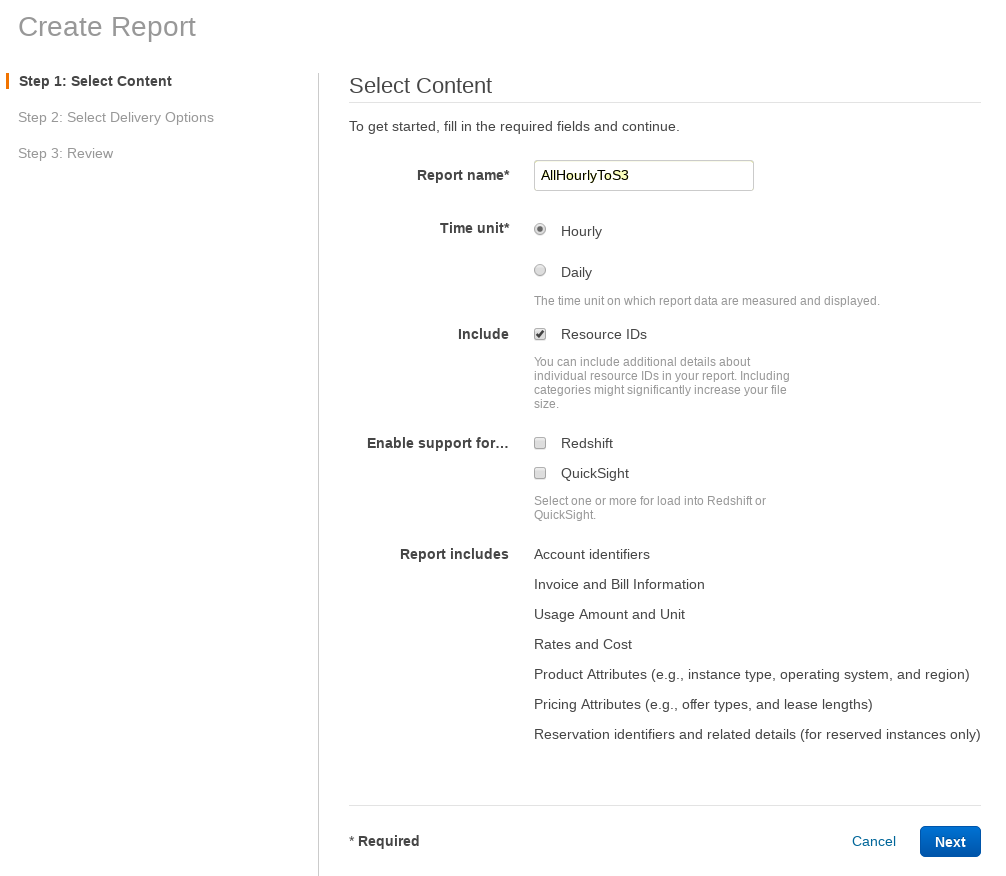 Create Report
Step 1: Select Content
Step 2: Select Delivery Options
Step 3: Review
Select Content
To get started, fill in the required fields and continue.
Report name* AllHourlyToS3
Time unit* Hourly
Daily
The time unit on which report data are measured and displayed.
Include Resource IDs
You can include additional details about
individual resource IDs in your report. Including
categories might significantly increase your file
size.
Enable support for… Redshift
QuickSight
Select one or more for load into Redshift or
QuickSight.
Report includes Account identifiers
Invoice and Bill Information
Usage Amount and Unit
Rates and Cost
Product Attributes (e.g., instance type, operating system, and region)
Pricing Attributes (e.g., offer types, and lease lengths)
Reservation identifiers and related details (for reserved instances only)
* Required Cancel Next